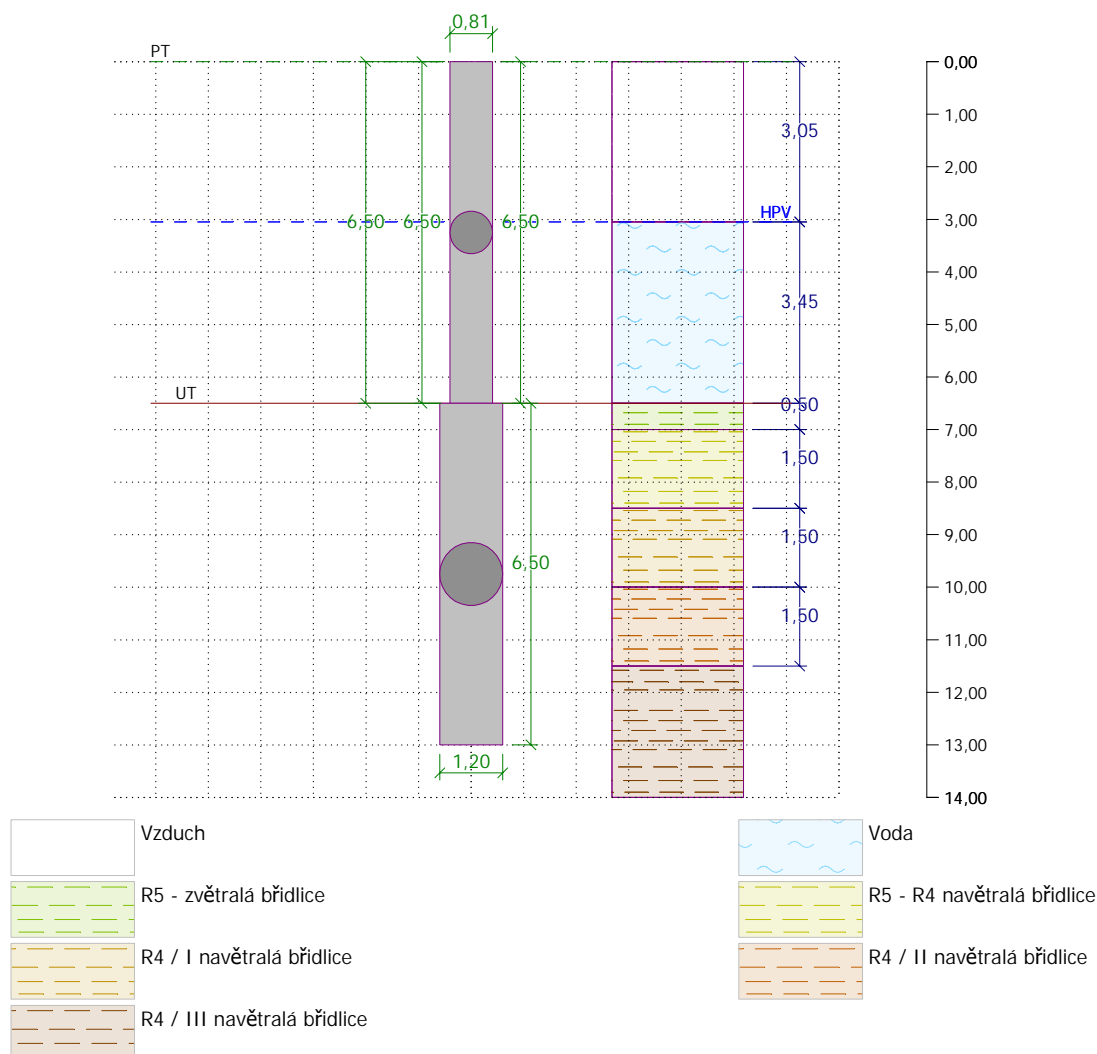 0,81
PT
0,00
1,00
3,05
2,00
HPV
3,00
6,50 6,50 6,50
4,00
3,45
5,00
6,00
UT
0,50
7,00
1,50
8,00
9,00
1,50
6,50
10,00
1,50
11,00
12,00
13,00
1,20
14,00
Vzduch
Voda
R5 - zvětralá břidlice
R5 - R4 navětralá břidlice
R4 / I navětralá břidlice
R4 / II navětralá břidlice
R4 / III navětralá břidlice